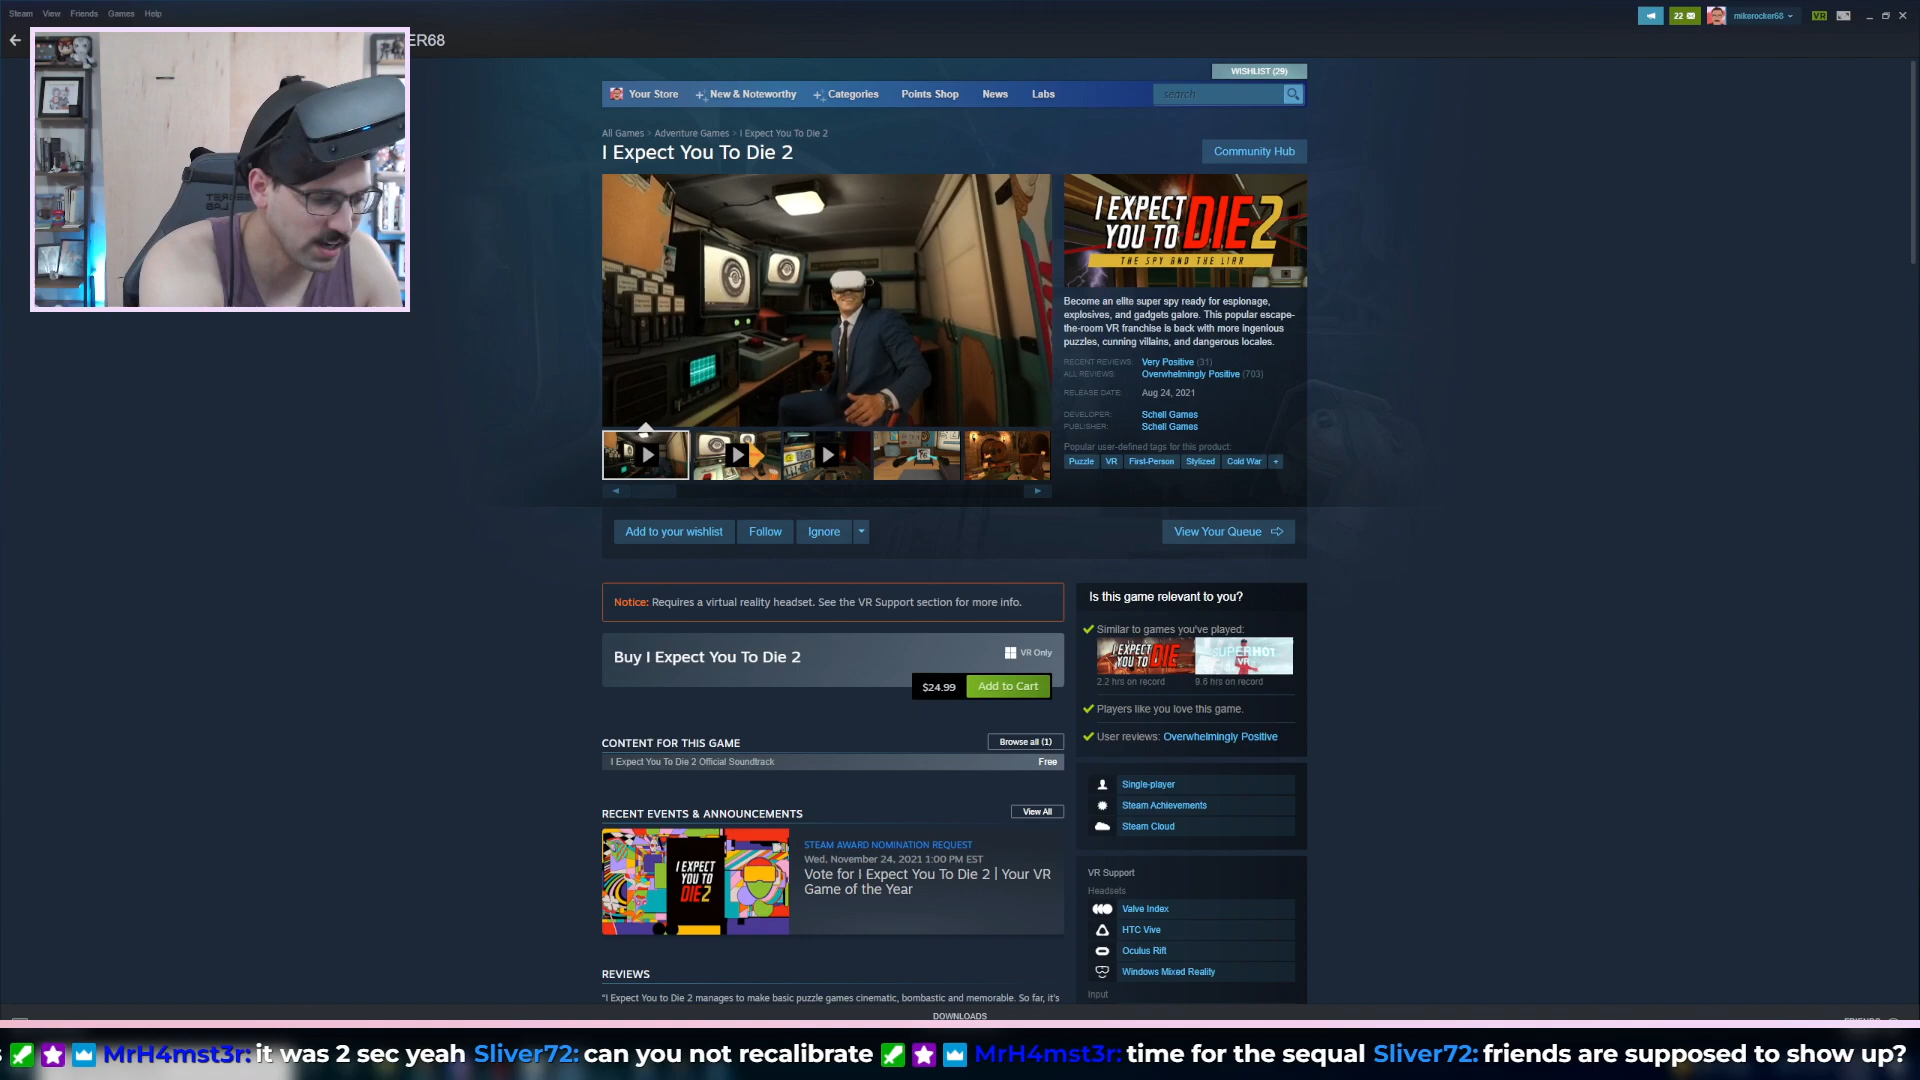 Steam View Friends Games Help
22
mikerocker68
VR
ER68
WISHLIST (29)
Your Store New & Noteworthy Categories Points Shop News Labs search
All Games > Adventure Games > I Expect You To Die 2
I Expect You To Die 2
Community Hub
I EXPECT
YOU TO DIE 2
THE SPY AND THE LIAR
Become an elite super spy ready for espionage,
explosives, and gadgets galore. This popular escape-
the-room VR franchise is back with more ingenious
puzzles, cunning villains, and dangerous locales.
RECENT REVIEWS: Very Positive (31)
ALL REVIEWS: Overwhelmingly Positive (703)
RELEASE DATE: Aug 24, 2021
DEVELOPER: Schell Games
PUBLISHER: Schell Games
Popular user-defined tags for this product:
Puzzle VR First-Person Stylized Cold War +
Add to your wishlist Follow Ignore
View Your Queue
Notice: Requires a virtual reality headset. See the VR Support section for more info.
Buy I Expect You To Die 2
VR Only
$24.99 Add to Cart
CONTENT FOR THIS GAME
Browse all (1)
I Expect You To Die 2 Official Soundtrack Free
RECENT EVENTS & ANNOUNCEMENTS
View All
I EXPECT
YOU TO
DIE2
STEAM AWARD NOMINATION REQUEST
Wed, November 24, 2021 1:00 PM EST
Vote for I Expect You To Die 2 | Your VR
Game of the Year
REVIEWS
"I Expect You to Die 2 manages to make basic puzzle games cinematic, bombastic and memorable. So far, it's
Is this game relevant to you?
Similar to games you've played:
I EXPECT
YOU TO DIE
SUPERHOT
VR
2.2 hrs on record 9.6 hrs on record
Players like you love this game.
User reviews: Overwhelmingly Positive
Single-player
Steam Achievements
Steam Cloud
VR Support
Headsets
Valve Index
HTC Vive
Oculus Rift
Windows Mixed Reality
Input
DOWNLOADS
MrH4mst3r: it was 2 sec yeah Sliver72: can you not recalibrate MrH4mst3r: time for the sequal Sliver72: friends are supposed to show up?